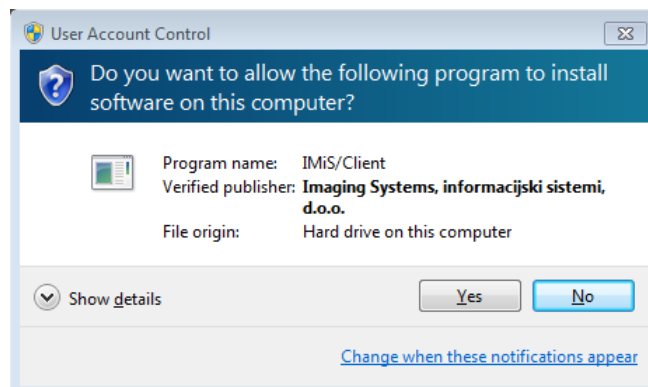 User Account Control
Do you want to allow the following program to install
software on this computer?
Program name: IMiS/Client
Verified publisher: Imaging Systems, informacijski sistemi,
d.o.o.
File origin: Hard drive on this computer
Show details
Yes
No
Change when these notifications appear